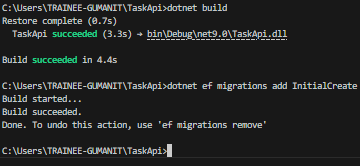 C:\Users\TRAINEE-GUMANIT\TaskApi>dotnet build
Restore complete (0.7s)
TaskApi succeeded (3.3s) → bin\Debug\net9.0\TaskApi.dll
Build succeeded in 4.4s
C:\Users\TRAINEE-GUMANIT\TaskApi>dotnet ef migrations add InitialCreate
Build started...
Build succeeded.
Done. To undo this action, use 'ef migrations remove'
C:\Users\TRAINEE-GUMANIT\TaskApi>